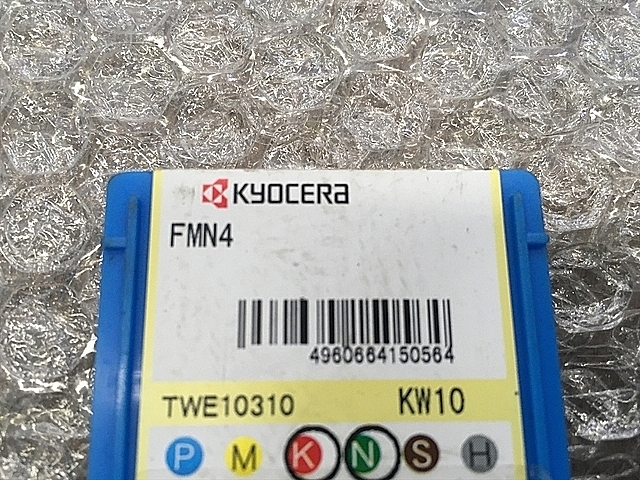 KYOCERA
FMN4
4960664150564
TWE10310 KW10
P M K N S H